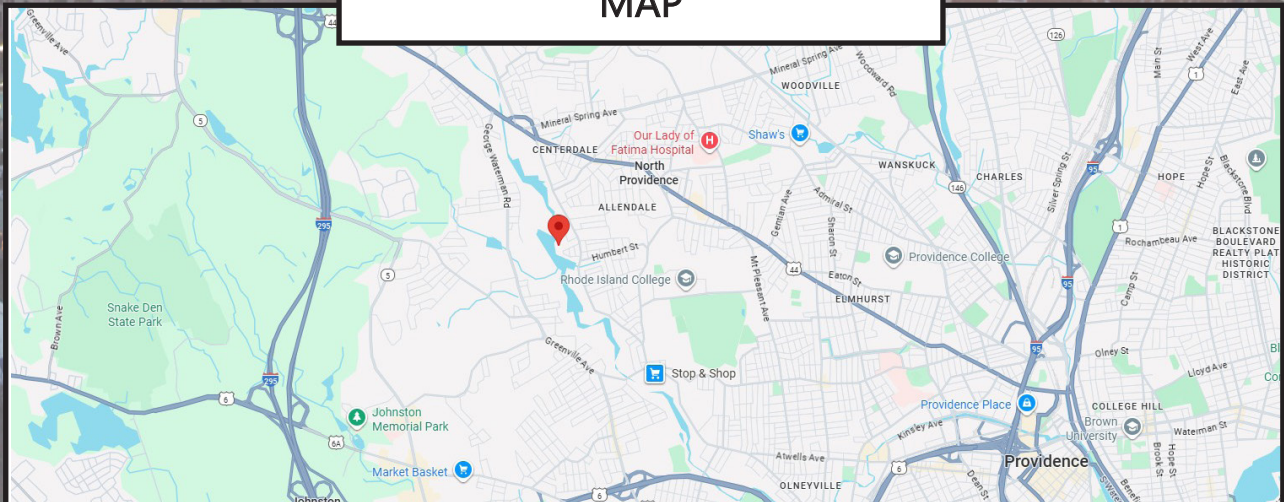 MAP
Greenville Ave
44
126
Main St
West Ave
1
East Ave
Mineral Spring Ave
Woodward Rd
WOODVILLE
5
George Waterman Rd
Mineral Spring Ave
CENTERDALE
Our Lady of
Fatima Hospital
H
Shaw's
North
Providence
WANSKUCK
146
CHARLES
Silver Spring St
95
HOPE
Hope St
Blackstone Blvd
ALLENDALE
Gentian Ave
Admiral St
Sharon St
295
1
Rochambeau Ave
BLACKSTONE
BOULEVARD
REALTY PLAT
HISTORIC
DISTRICT
Humbert St
Providence College
5
Rhode Island College
Mt Pleasant Ave
44
Eaton St
ELMHURST
95
Camp St
Snake Den
State Park
Brown Ave
Greenville Ave
95
Olney St
Lloyd Ave
295
Stop & Shop
6
Johnston
Memorial Park
6A
Providence Place
COLLEGE HILL
Brown
University
Waterman St
Kinsley Ave
Hope St
Brook St
Market Basket
Atwells Ave
6
Providence
Dean St
OLNEYVILLE
6
Johnston